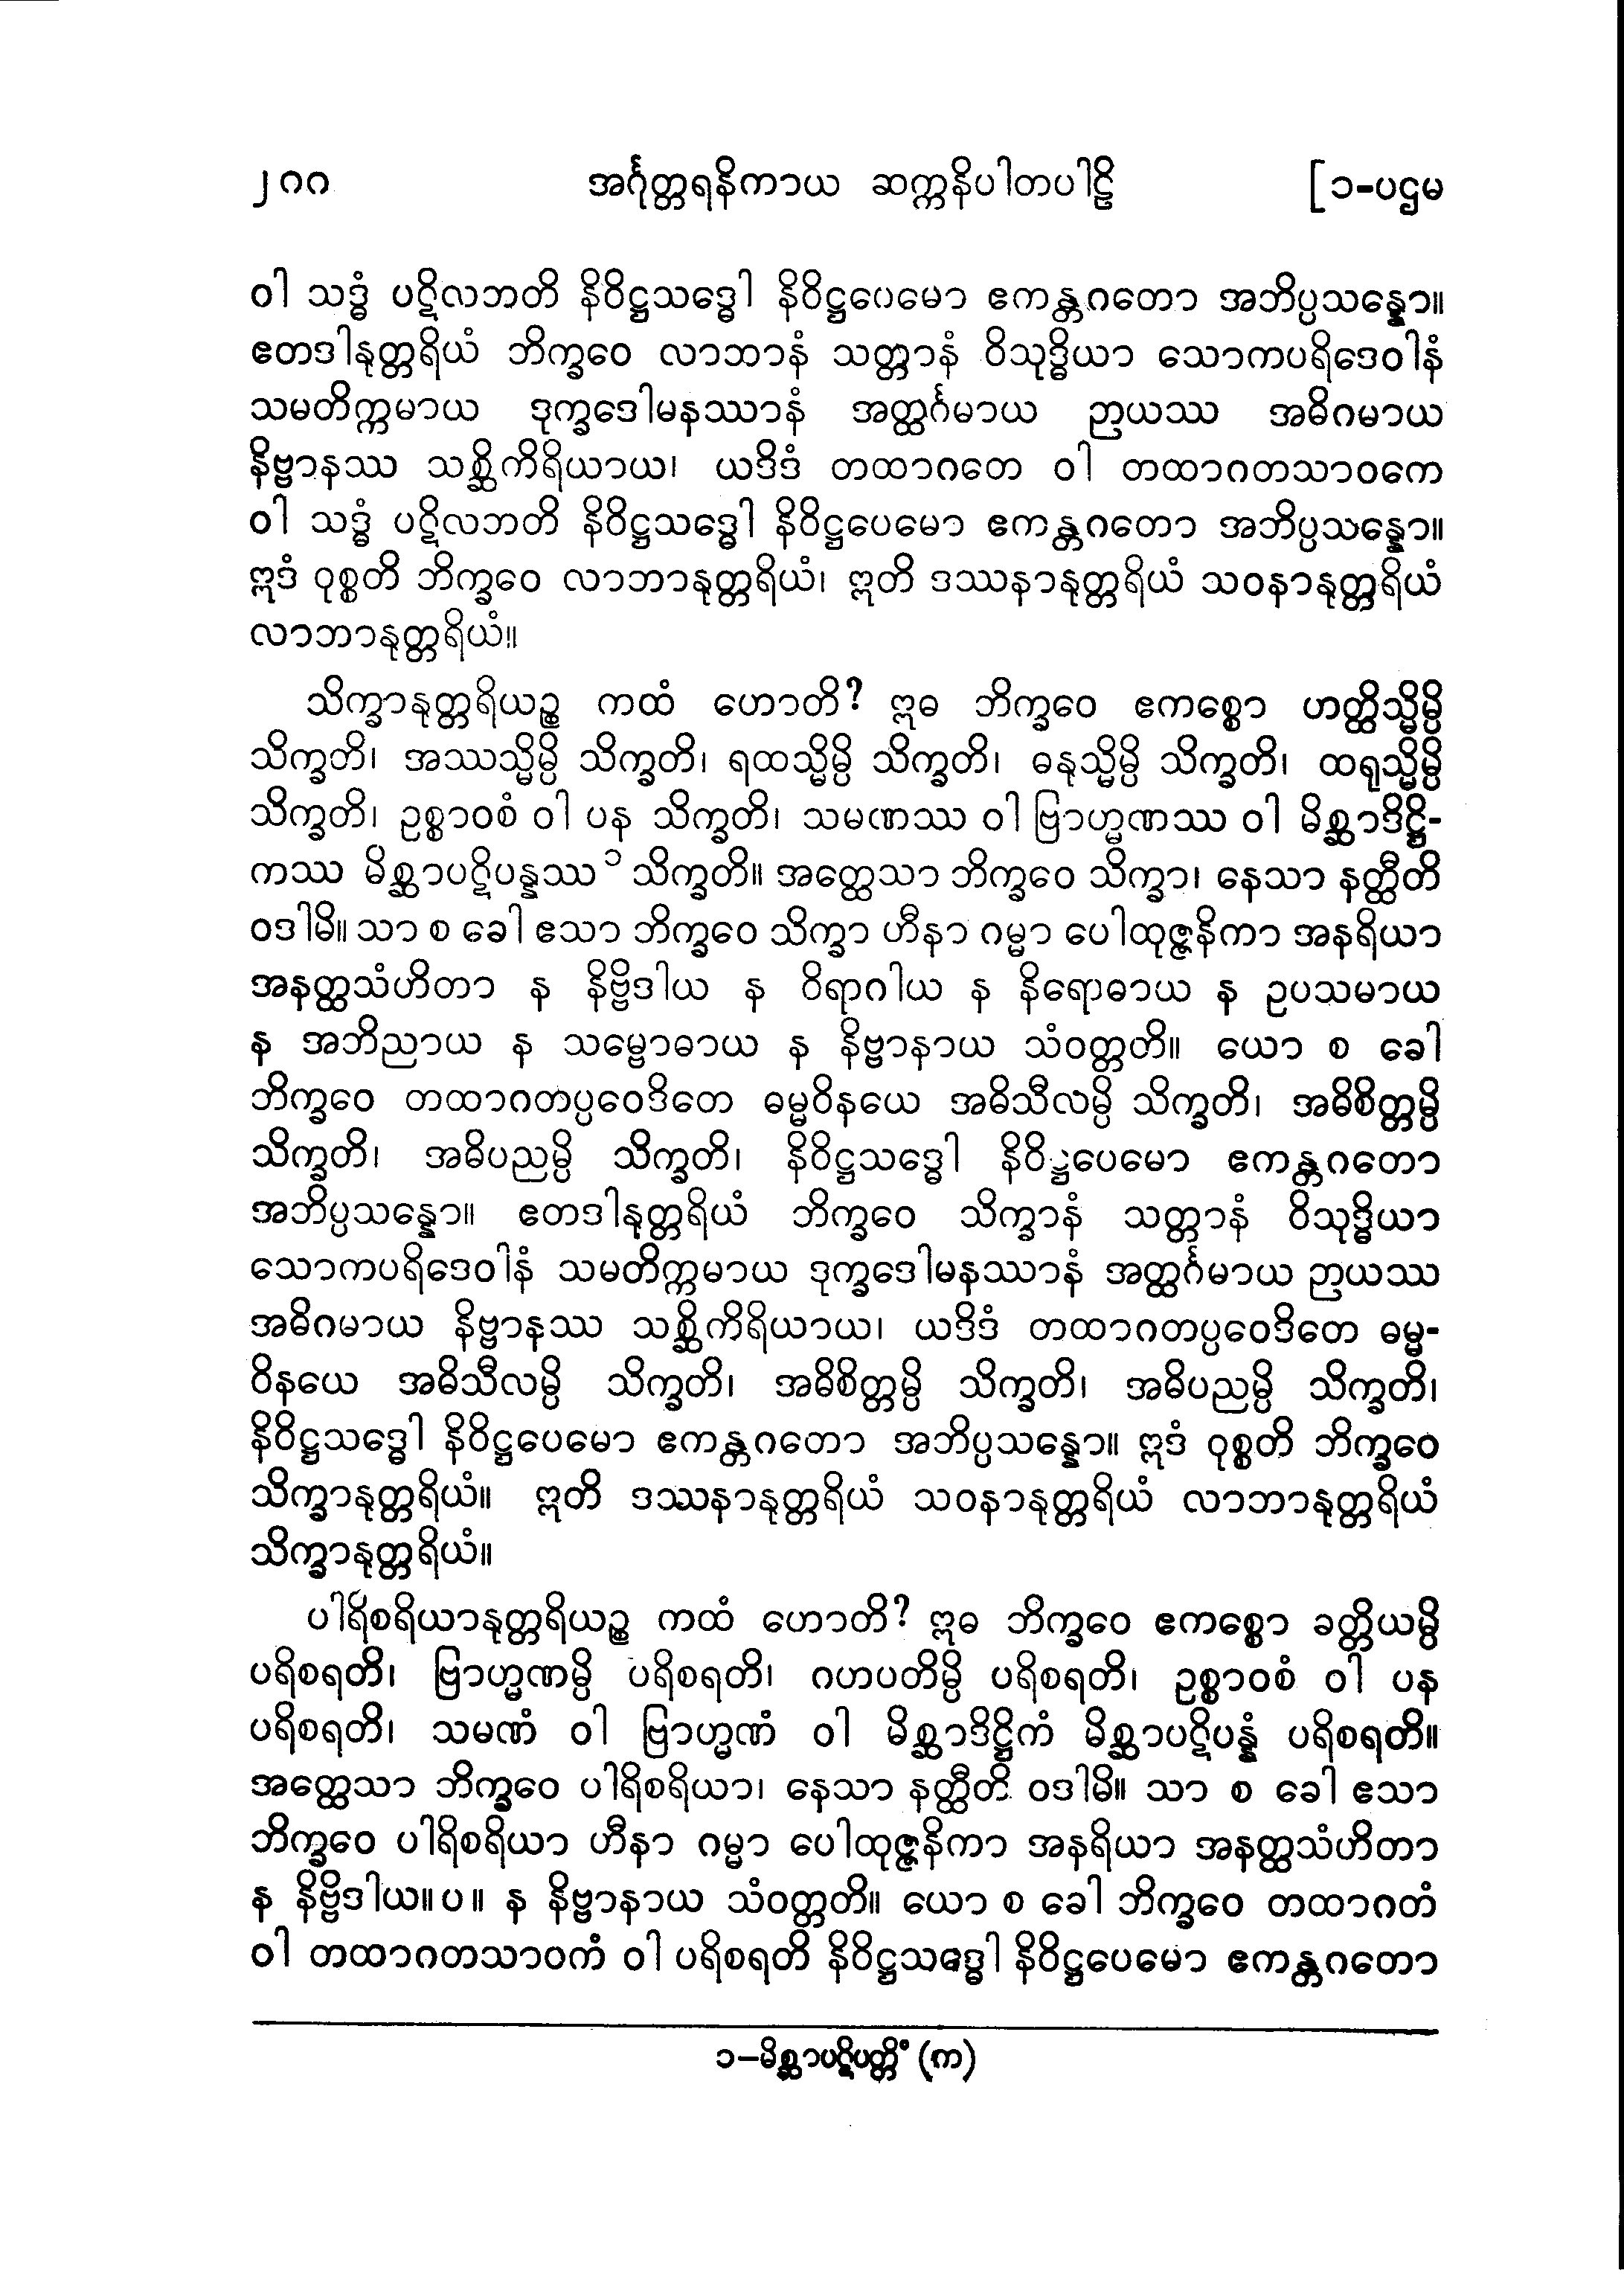 ၂၈၈ အင်္ဂုတ္တရနိကာယ ဆက္ကနိပါတပါဠိ [၁-ပဌမ
ဝါ သဒ္ဓံ ပဋိလဘတိ နိဝိဋ္ဌသဒ္ဓေါ နိဝိဋ္ဌပေမော ဧကန္တဂတော အဘိပ္ပသန္နော။
ဧတဒါနုတ္တရိယံ ဘိက္ခဝေ လာဘာနံ သတ္တာနံ ဝိသုဒ္ဓိယာ သောကပရိဒေဝါနံ
သမတိက္ကမာယ ဒုက္ခဒေါမနဿာနံ အတ္ထင်္ဂမာယ ဉာယဿ အဓိဂမာယ
နိဗ္ဗာနဿ သစ္ဆိကိရိယာယ၊ ယဒိဒံ တထာဂတေ ဝါ တထာဂတသာဝကေ
ဝါ သဒ္ဓံ ပဋိလဘတိ နိဝိဋ္ဌသဒ္ဓေါ နိဝိဋ္ဌပေမော ဧကန္တဂတော အဘိပ္ပသန္နော။
ဣဒံ ဝုစ္စတိ ဘိက္ခဝေ လာဘာနုတ္တရိယံ၊ ဣတိ ဒဿနာနုတ္တရိယံ သဝနာနုတ္တရိယံ
လာဘာနုတ္တရိယံ။
သိက္ခာနုတ္တရိယဉ္စ ကထံ ဟောတိ? ဣဓ ဘိက္ခဝေ ဧကစ္စော ဟတ္ထိသ္မိမ္ပိ
သိက္ခတိ၊ အဿသ္မိမ္ပိ သိက္ခတိ၊ ရထသ္မိမ္ပိ သိက္ခတိ၊ ဓနုသ္မိမ္ပိ သိက္ခတိ၊ ထရုသ္မိမ္ပိ
သိက္ခတိ၊ ဥစ္စာဝစံ ဝါ ပန သိက္ခတိ၊ သမဏဿ ဝါ ဗြာဟ္မဏဿ ဝါ မိစ္ဆာဒိဋ္ဌိ-
ကဿ မိစ္ဆာပဋိပန္နဿ ၁ သိက္ခတိ။ အတ္ထေသာ ဘိက္ခဝေ သိက္ခာ၊ နေသာ နတ္ထီတိ
ဝဒါမိ။ သာ စ ခေါ ဧသာ ဘိက္ခဝေ သိက္ခာ ဟီနာ ဂမ္မာ ပေါထုဇ္ဇနိကာ အနရိယာ
အနတ္ထသံဟိတာ န နိဗ္ဗိဒါယ န ဝိရာဂါယ န နိရောဓာယ န ဥပသမာယ
န အဘိညာယ န သမ္ဗောဓာယ န နိဗ္ဗာနာယ သံဝတ္တတိ။ ယော စ ခေါ
ဘိက္ခဝေ တထာဂတပ္ပဝေဒိတေ ဓမ္မဝိနယေ အဓိသီလမ္ပိ သိက္ခတိ၊ အဓိစိတ္တမ္ပိ
သိက္ခတိ၊ အဓိပညမ္ပိ သိက္ခတိ၊ နိဝိဋ္ဌသဒ္ဓေါ နိဝိဋ္ဌပေမော ဧကန္တဂတော
အဘိပ္ပသန္နော။ ဧတဒါနုတ္တရိယံ ဘိက္ခဝေ သိက္ခာနံ သတ္တာနံ ဝိသုဒ္ဓိယာ
သောကပရိဒေဝါနံ သမတိက္ကမာယ ဒုက္ခဒေါမနဿာနံ အတ္ထင်္ဂမာယ ဉာယဿ
အဓိဂမာယ နိဗ္ဗာနဿ သစ္ဆိကိရိယာယ၊ ယဒိဒံ တထာဂတပ္ပဝေဒိတေ ဓမ္မ-
ဝိနယေ အဓိသီလမ္ပိ သိက္ခတိ၊ အဓိစိတ္တမ္ပိ သိက္ခတိ၊ အဓိပညမ္ပိ သိက္ခတိ၊
နိဝိဋ္ဌသဒ္ဓေါ နိဝိဋ္ဌပေမော ဧကန္တဂတော အဘိပ္ပသန္နော။ ဣဒံ ဝုစ္စတိ ဘိက္ခဝေ
သိက္ခာနုတ္တရိယံ။ ဣတိ ဒဿနာနုတ္တရိယံ သဝနာနုတ္တရိယံ လာဘာနုတ္တရိယံ
သိက္ခာနုတ္တရိယံ။
ပါရိစရိယာနုတ္တရိယဉ္စ ကထံ ဟောတိ? ဣဓ ဘိက္ခဝေ ဧကစ္စော ခတ္တိယမ္ပိ
ပရိစရတိ၊ ဗြာဟ္မဏမ္ပိ ပရိစရတိ၊ ဂဟပတိမ္ပိ ပရိစရတိ၊ ဥစ္စာဝစံ ဝါ ပန
ပရိစရတိ၊ သမဏံ ဝါ ဗြာဟ္မဏံ ဝါ မိစ္ဆာဒိဋ္ဌိကံ မိစ္ဆာပဋိပန္နံ ပရိစရတိ။
အတ္ထေသာ ဘိက္ခဝေ ပါရိစရိယာ၊ နေသာ နတ္ထီတိ ဝဒါမိ။ သာ စ ခေါ ဧသာ
ဘိက္ခဝေ ပါရိစရိယာ ဟီနာ ဂမ္မာ ပေါထုဇ္ဇနိကာ အနရိယာ အနတ္ထသံဟိတာ
န နိဗ္ဗိဒါယ။ပ။ န နိဗ္ဗာနာယ သံဝတ္တတိ။ ယော စ ခေါ ဘိက္ခဝေ တထာဂတံ
ဝါ တထာဂတသာဝကံ ဝါ ပရိစရတိ နိဝိဋ္ဌသဒ္ဓေါ နိဝိဋ္ဌပေမော ဧကန္တဂတော
၁–မိစ္ဆာပဋိပတ္တိံ (က)